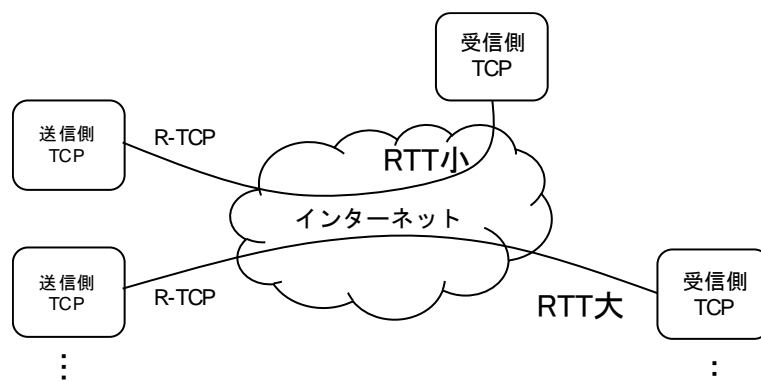 受信側
TCP
送信側
TCP
R-TCP
RTT小
インターネット
送信側
TCP
R-TCP
RTT大
受信側
TCP
⋮
⋮